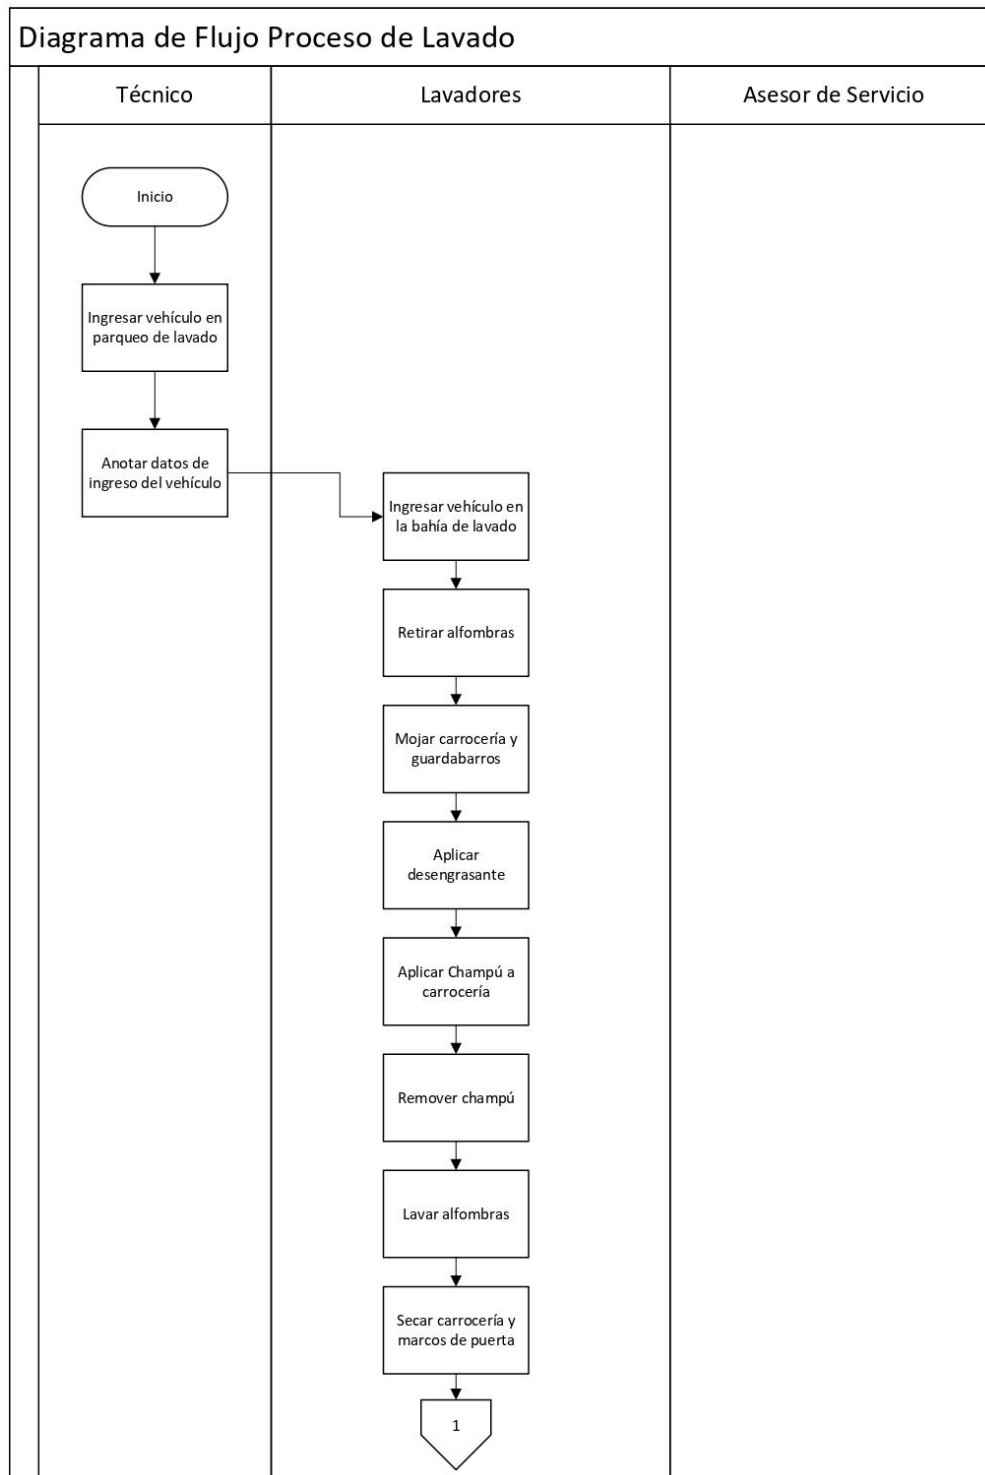 Diagrama de Flujo Proceso de Lavado
Técnico
Lavadores
Asesor de Servicio
Inicio
Ingresar vehículo en
parqueo de lavado
Anotar datos de
ingreso del vehículo
Ingresar vehículo en
la bahía de lavado
Retirar alfombras
Mojar carrocería y
guardabarros
Aplicar
desengrasante
Aplicar Champú a
carrocería
Remover champú
Lavar alfombras
Secar carrocería y
marcos de puerta
1